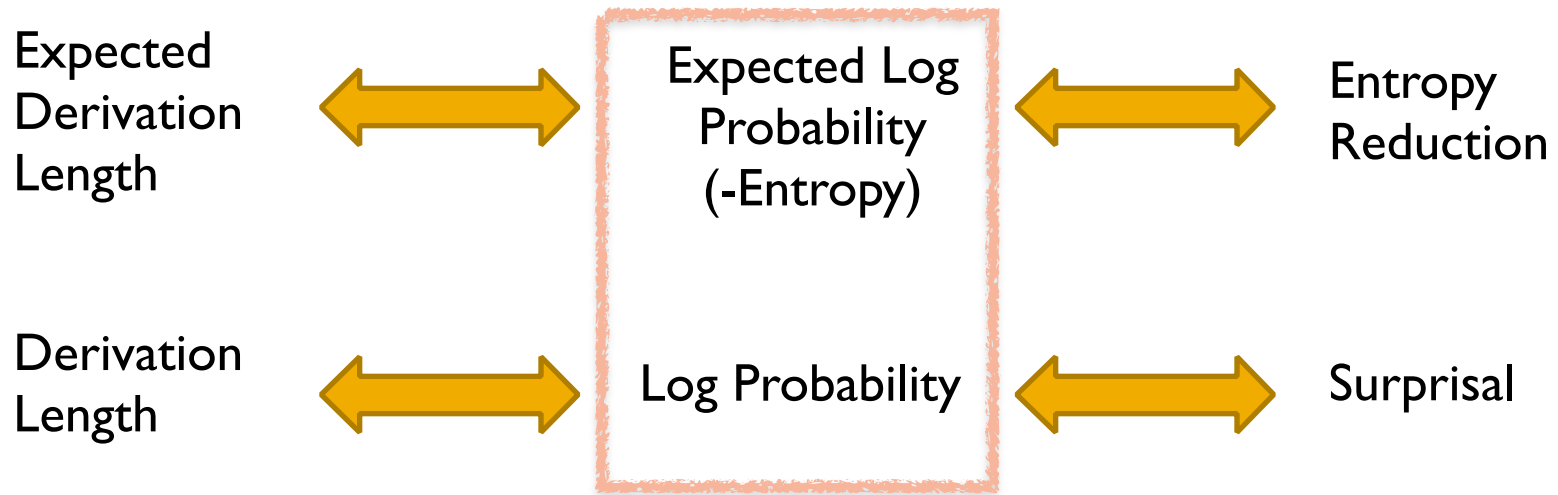 Expected
Derivation
Length
Expected Log
Probability
(-Entropy)
Entropy
Reduction
Derivation
Length
Log Probability
Surprisal